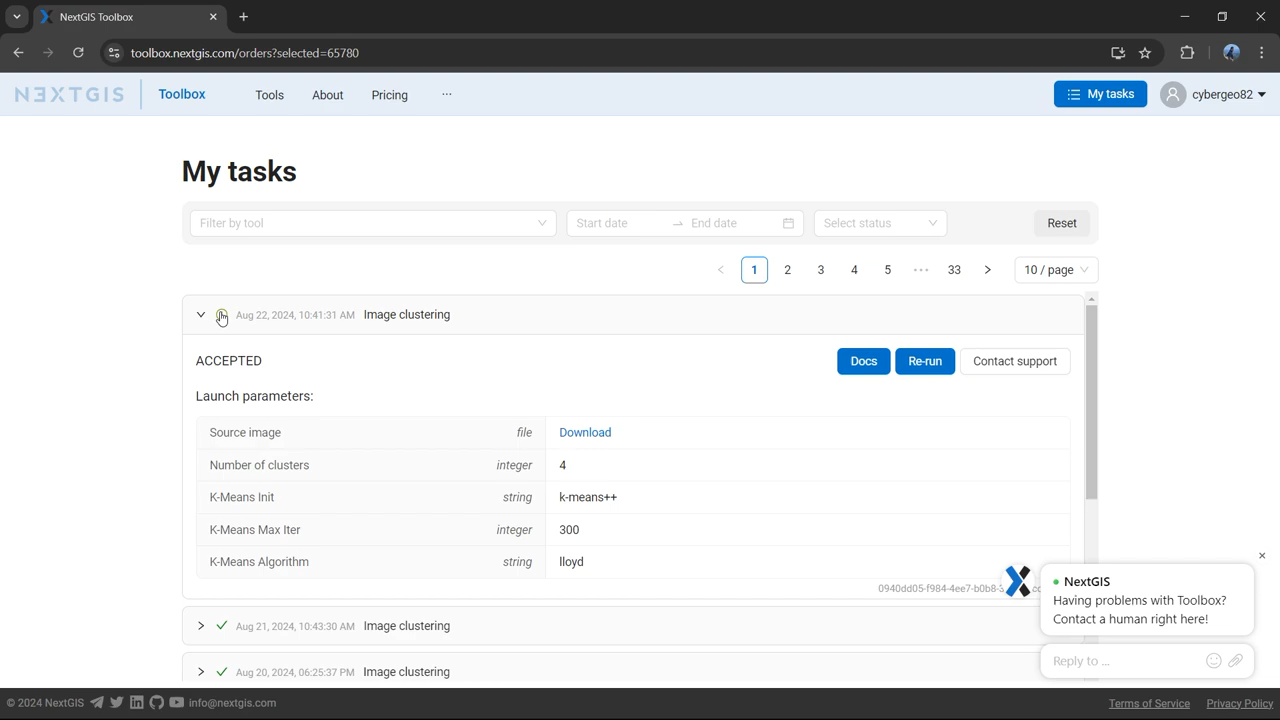 NextGIS Toolbox
toolbox.nextgis.com/orders?selected=65780
NEXTGIS Toolbox Tools About Pricing ··· My tasks cybergeo82
My tasks
Filter by tool Start date End date Select status Reset
1 2 3 4 5 ··· 33 10 / page
Aug 22, 2024, 10:41:31 AM Image clustering
ACCEPTED Docs Re-run Contact support
Launch parameters:
Source image file Download
Number of clusters integer 4
K-Means Init string k-means++
K-Means Max Iter integer 300
K-Means Algorithm string lloyd
0940dd05-f984-4ee7-b0b8-
NextGIS
Having problems with Toolbox?
Contact a human right here!
Aug 21, 2024, 10:43:30 AM Image clustering
Reply to ...
Aug 20, 2024, 06:25:37 PM Image clustering
© 2024 NextGIS info@nextgis.com Terms of Service Privacy Policy